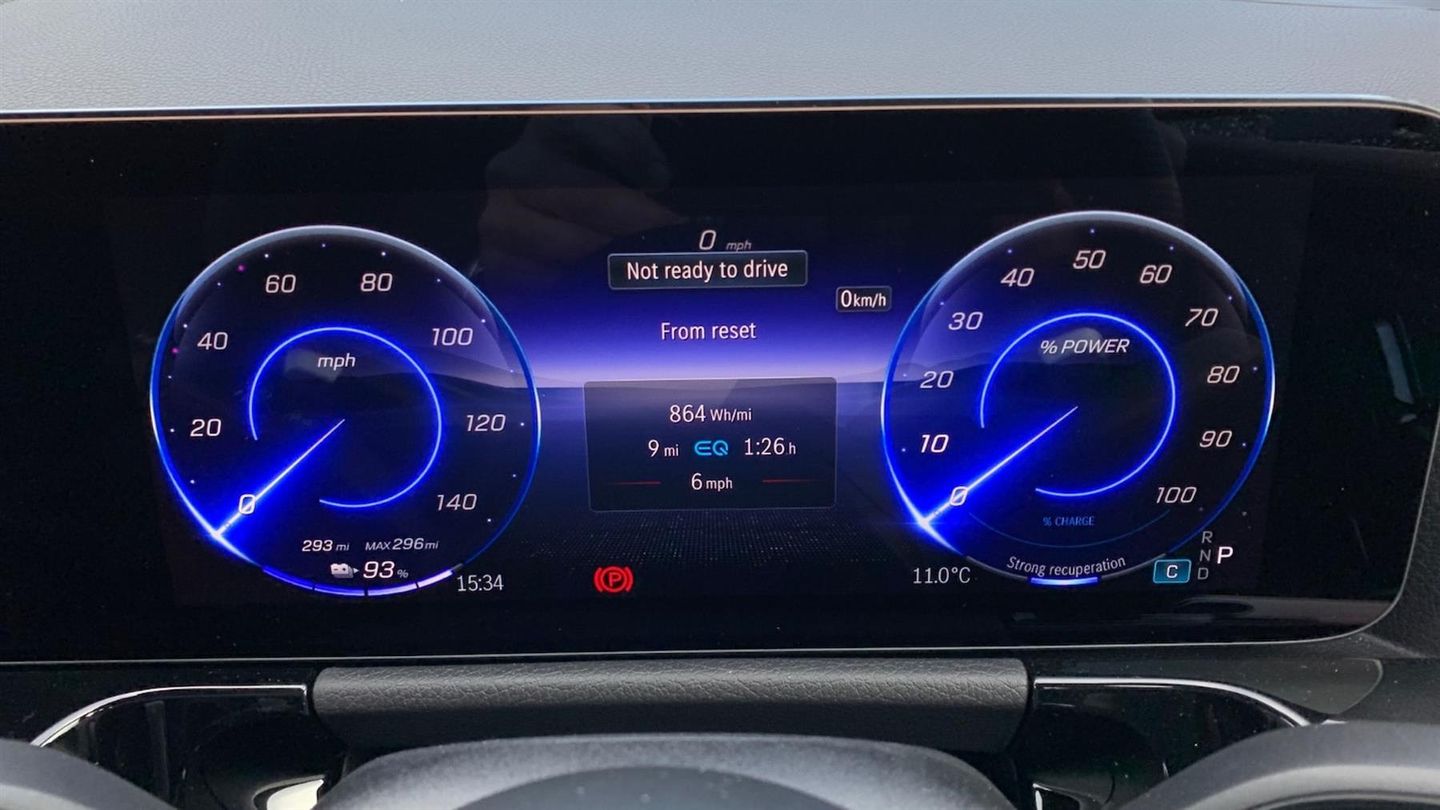 60 80
40 100
mph
20 120
0 140
293 mi MAX 296 mi
93 %
15:34
0 mph
Not ready to drive
0 km/h
From reset
864 Wh/mi
9 mi EQ 1:26 h
6 mph
P
50
40 60
30 70
% POWER
20 80
10 90
0 100
% CHARGE
Strong recuperation
11.0°C
C
R
N P
D